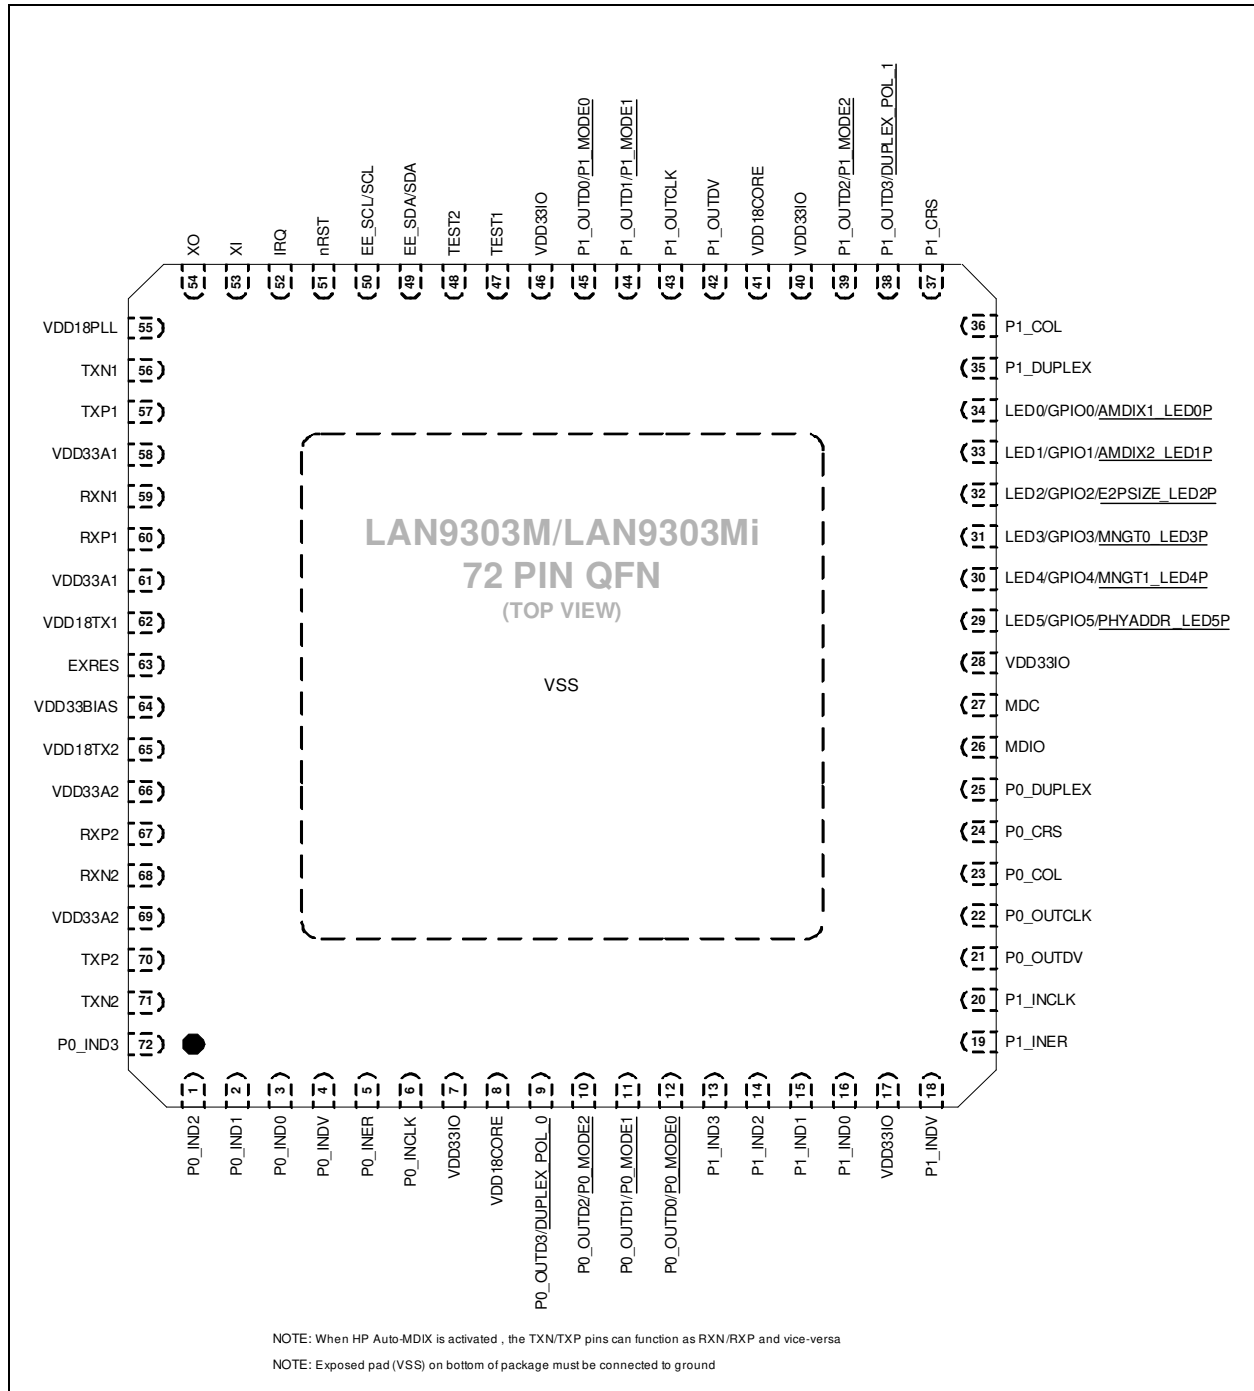 P1_OUTD0/P1_MODE0
P1_OUTD1/P1_MODE1
P1_OUTD2/P1_MODE2
P1_OUTD3/DUPLEX_POL_1
XO
XI
IRQ
nRST
EE_SCL/SCL
EE_SDA/SDA
TEST2
TEST1
VDD33IO
P1_OUTCLK
P1_OUTDV
VDD18CORE
VDD33IO
P1_CRS
54
53
52
51
50
49
48
47
46
45
44
43
42
41
40
39
38
37
VDD18PLL 55
TXN1 56
TXP1 57
VDD33A1 58
RXN1 59
RXP1 60
VDD33A1 61
VDD18TX1 62
EXRES 63
VDD33BIAS 64
VDD18TX2 65
VDD33A2 66
RXP2 67
RXN2 68
VDD33A2 69
TXP2 70
TXN2 71
P0_IND3 72
LAN9303M/LAN9303Mi
72 PIN QFN
(TOP VIEW)
VSS
36 P1_COL
35 P1_DUPLEX
34 LED0/GPIO0/AMDIX1_LED0P
33 LED1/GPIO1/AMDIX2_LED1P
32 LED2/GPIO2/E2PSIZE_LED2P
31 LED3/GPIO3/MNGT0_LED3P
30 LED4/GPIO4/MNGT1_LED4P
29 LED5/GPIO5/PHYADDR_LED5P
28 VDD33IO
27 MDC
26 MDIO
25 P0_DUPLEX
24 P0_CRS
23 P0_COL
22 P0_OUTCLK
21 P0_OUTDV
20 P1_INCLK
19 P1_INER
1
2
3
4
5
6
7
8
9
10
11
12
13
14
15
16
17
18
P0_IND2
P0_IND1
P0_IND0
P0_INDV
P0_INER
P0_INCLK
VDD33IO
VDD18CORE
P0_OUTD3/DUPLEX_POL_0
P0_OUTD2/P0_MODE2
P0_OUTD1/P0_MODE1
P0_OUTD0/P0_MODE0
P1_IND3
P1_IND2
P1_IND1
P1_IND0
VDD33IO
P1_INDV
NOTE: When HP Auto-MDIX is activated , the TXN/TXP pins can function as RXN/RXP and vice-versa
NOTE: Exposed pad (VSS) on bottom of package must be connected to ground